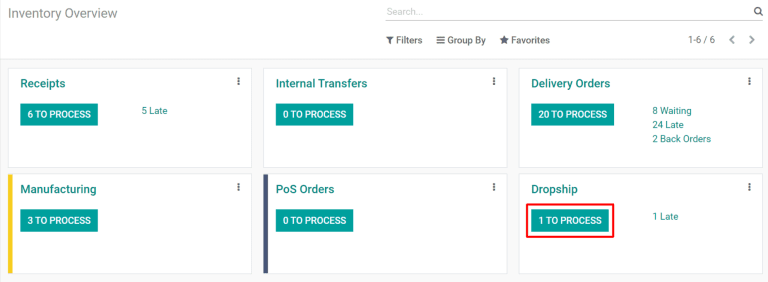 Inventory Overview
Search...
Filters
Group By
Favorites
1-6 / 6
Receipts
6 TO PROCESS
5 Late
Internal Transfers
0 TO PROCESS
Delivery Orders
20 TO PROCESS
8 Waiting
24 Late
2 Back Orders
Manufacturing
3 TO PROCESS
PoS Orders
0 TO PROCESS
Dropship
1 TO PROCESS
1 Late